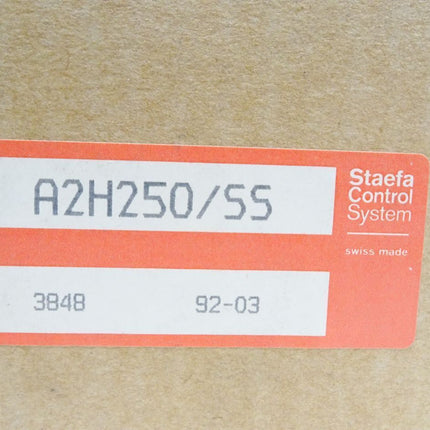 A2H250/SS
Staefa
Control
System
swiss made
3848 92-03